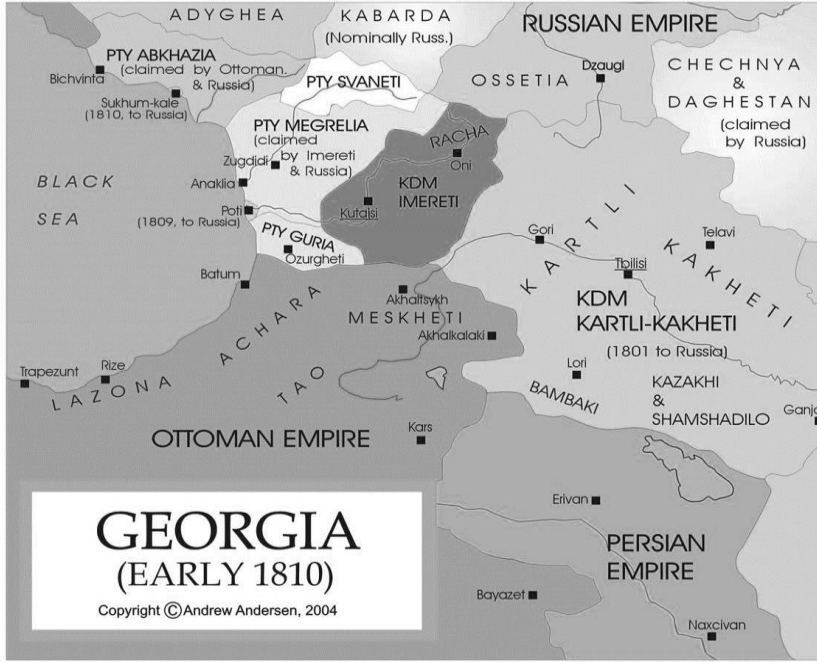 ADYGHEA
KABARDA
(Nominally Russ.)
RUSSIAN EMPIRE
PTY ABKHAZIA
(claimed by Ottoman.
& Russia)
Bichvinta
Sukhum-kale
(1810, to Russia)
PTY SVANETI
OSSETIA
Dzaugi
CHECHNYA
&
DAGHESTAN
(claimed
by Russia)
PTY MEGRELIA
(claimed
by Imereti
& Russia)
Zugdidi
Anaklia
Poti
(1809, to Russia)
RACHA
Oni
KDM
IMERETI
Kutaisi
BLACK
SEA
PTY GURIA
Ozurgheti
Batum
Gori
KARTLI
Tbilisi
Telavi
KAKHETI
KDM
KARTLI-KAKHETI
(1801 to Russia)
Akhaltsykh
MESKHETI
Akhalkalaki
ACHARA
Trapezunt
Rize
LAZONA
TAO
Lori
BAMBAKI
KAZAKHI
&
SHAMSHADILO
Ganja
OTTOMAN EMPIRE
Kars
Erivan
PERSIAN
EMPIRE
Bayazet
Naxcivan
GEORGIA
(EARLY 1810)
Copyright © Andrew Andersen, 2004